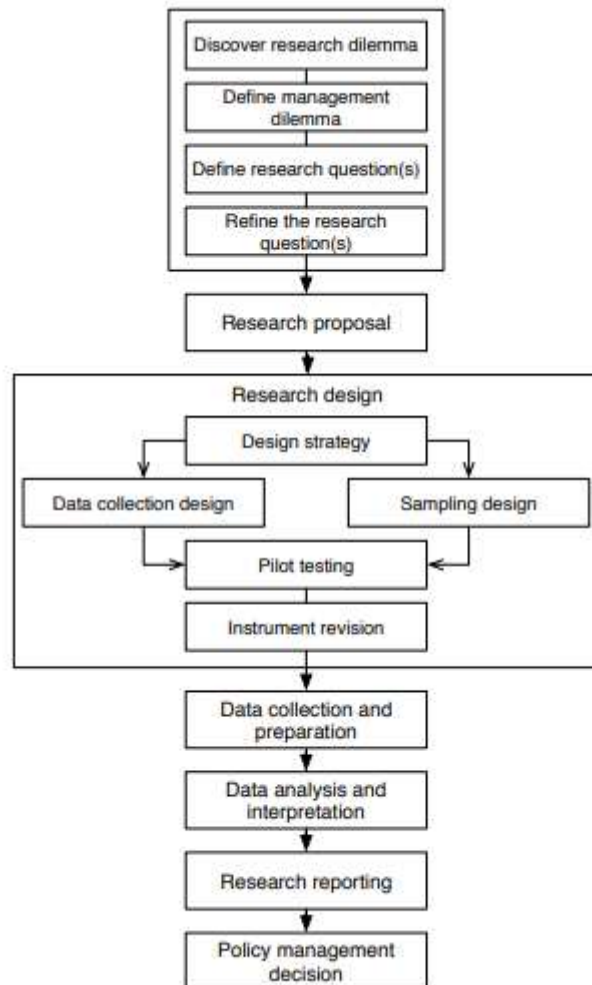 Discover research dilemma
Define management
dilemma
Define research question(s)
Refine the research
question(s)
Research proposal
Research design
Design strategy
Data collection design
Sampling design
Pilot testing
Instrument revision
Data collection and
preparation
Data analysis and
interpretation
Research reporting
Policy management
decision